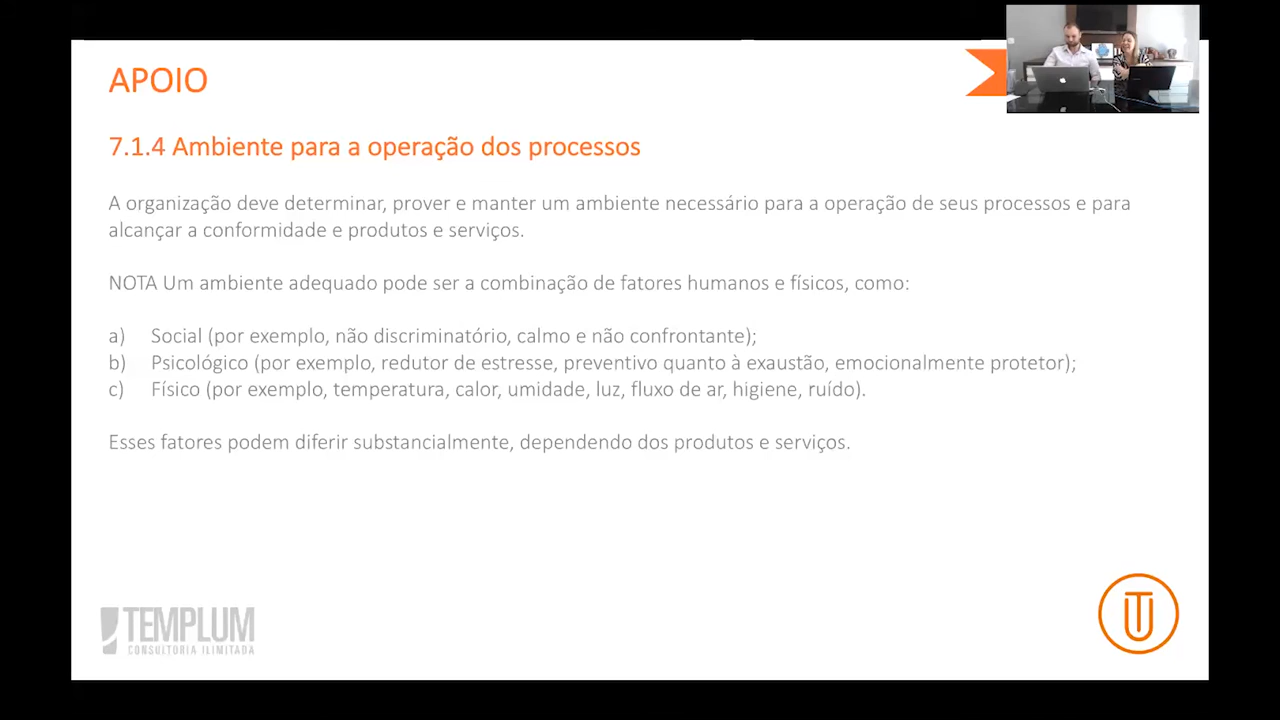 APOIO
7.1.4 Ambiente para a operação dos processos
A organização deve determinar, prover e manter um ambiente necessário para a operação de seus processos e para
alcançar a conformidade e produtos e serviços.
NOTA Um ambiente adequado pode ser a combinação de fatores humanos e físicos, como:
a) Social (por exemplo, não discriminatório, calmo e não confrontante);
b) Psicológico (por exemplo, redutor de estresse, preventivo quanto à exaustão, emocionalmente protetor);
c) Físico (por exemplo, temperatura, calor, umidade, luz, fluxo de ar, higiene, ruído).
Esses fatores podem diferir substancialmente, dependendo dos produtos e serviços.
TEMPLUM
CONSULTORIA ILIMITADA